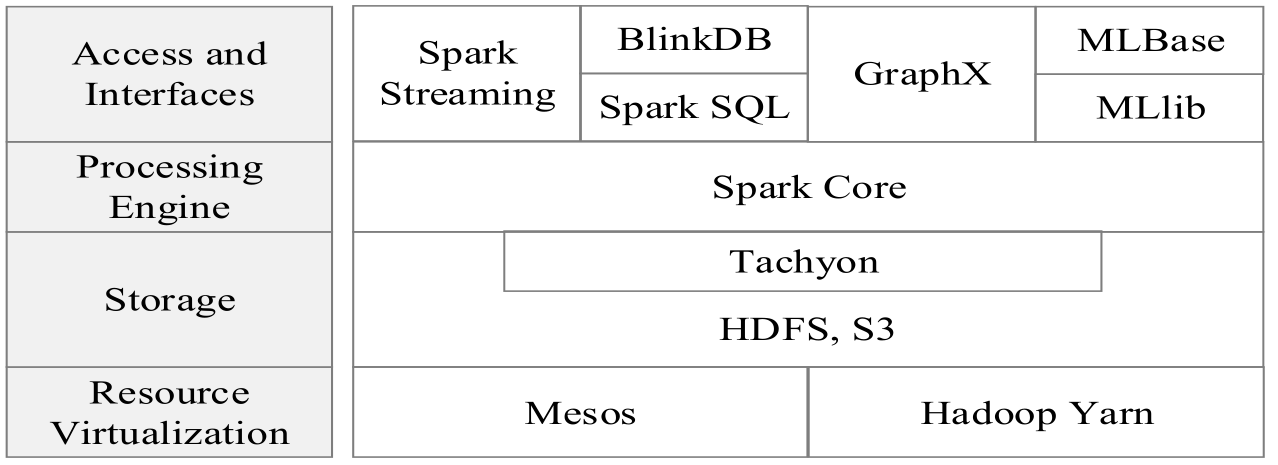 Access and
Interfaces
Spark
Streaming
BlinkDB
Spark SQL
GraphX
MLBase
MLlib
Processing
Engine
Spark Core
Storage
Tachyon
HDFS, S3
Resource
Virtualization
Mesos
Hadoop Yarn